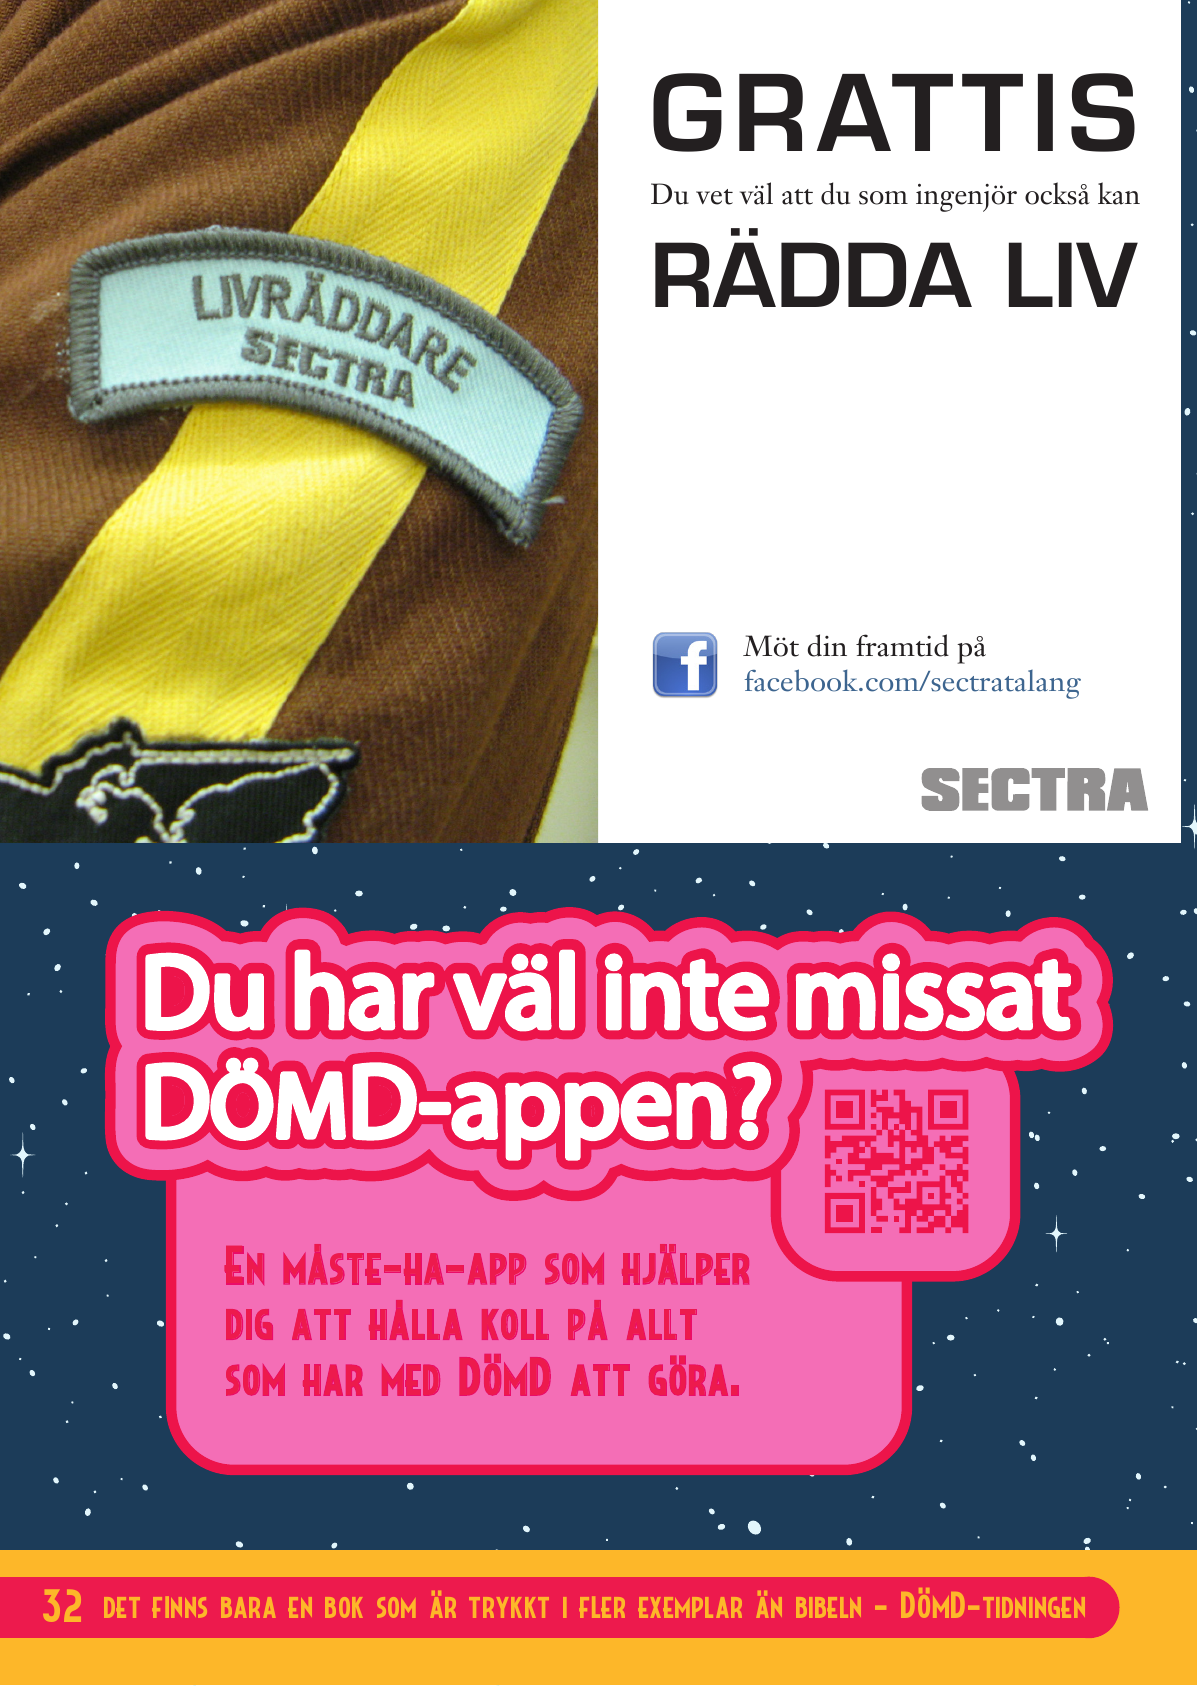 LIVRÄDDARE
SECTRA
GRATTIS
Du vet väl att du som ingenjör också kan
RÄDDA LIV
Möt din framtid på
facebook.com/sectratalang
SECTRA
Du har väl inte missat
DÖMD-appen?
En måste-ha-app som hjälper
dig att hålla koll på allt
som har med DömD att göra.
32 det finns bara en bok som är tryckt i fler exemplar än bibeln - DÖmD-tidningen